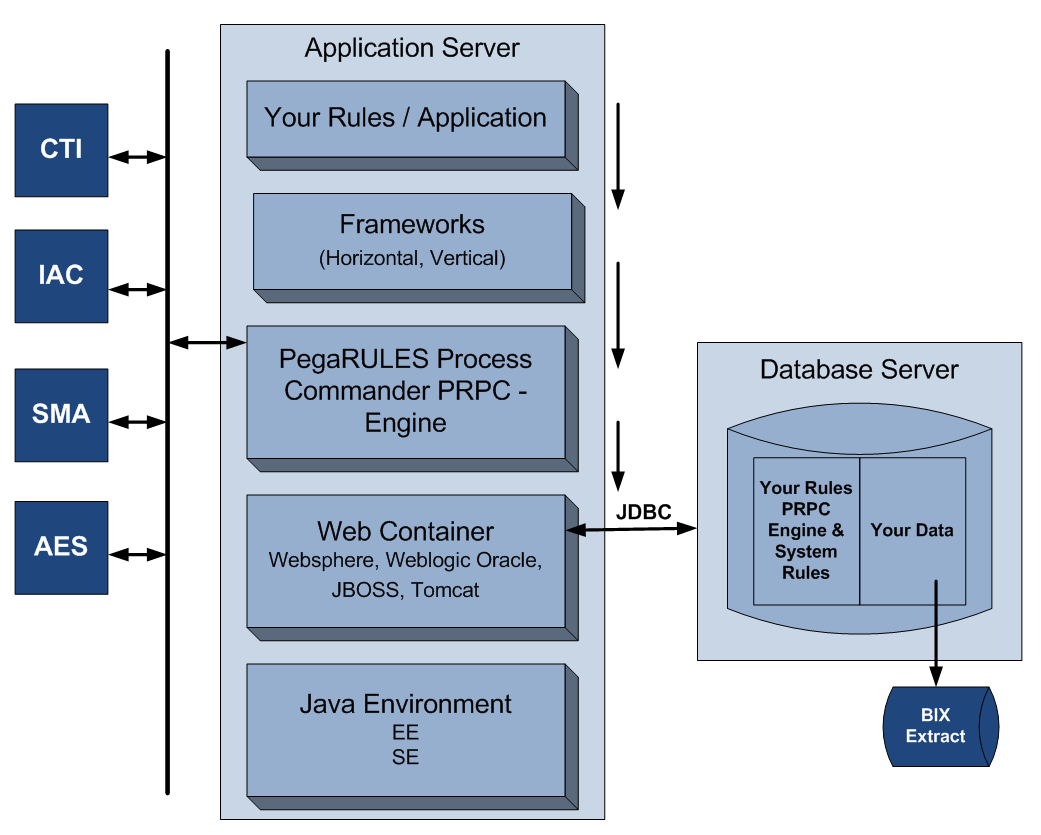 Application Server
Your Rules / Application
CTI
Frameworks
(Horizontal, Vertical)
IAC
PegaRULES Process
Commander PRPC -
Engine
SMA
Database Server
Your Rules
PRPC
Engine &
System
Rules
Your Data
JDBC
Web Container
Websphere, Weblogic Oracle,
JBOSS, Tomcat
AES
Java Environment
EE
SE
BIX
Extract